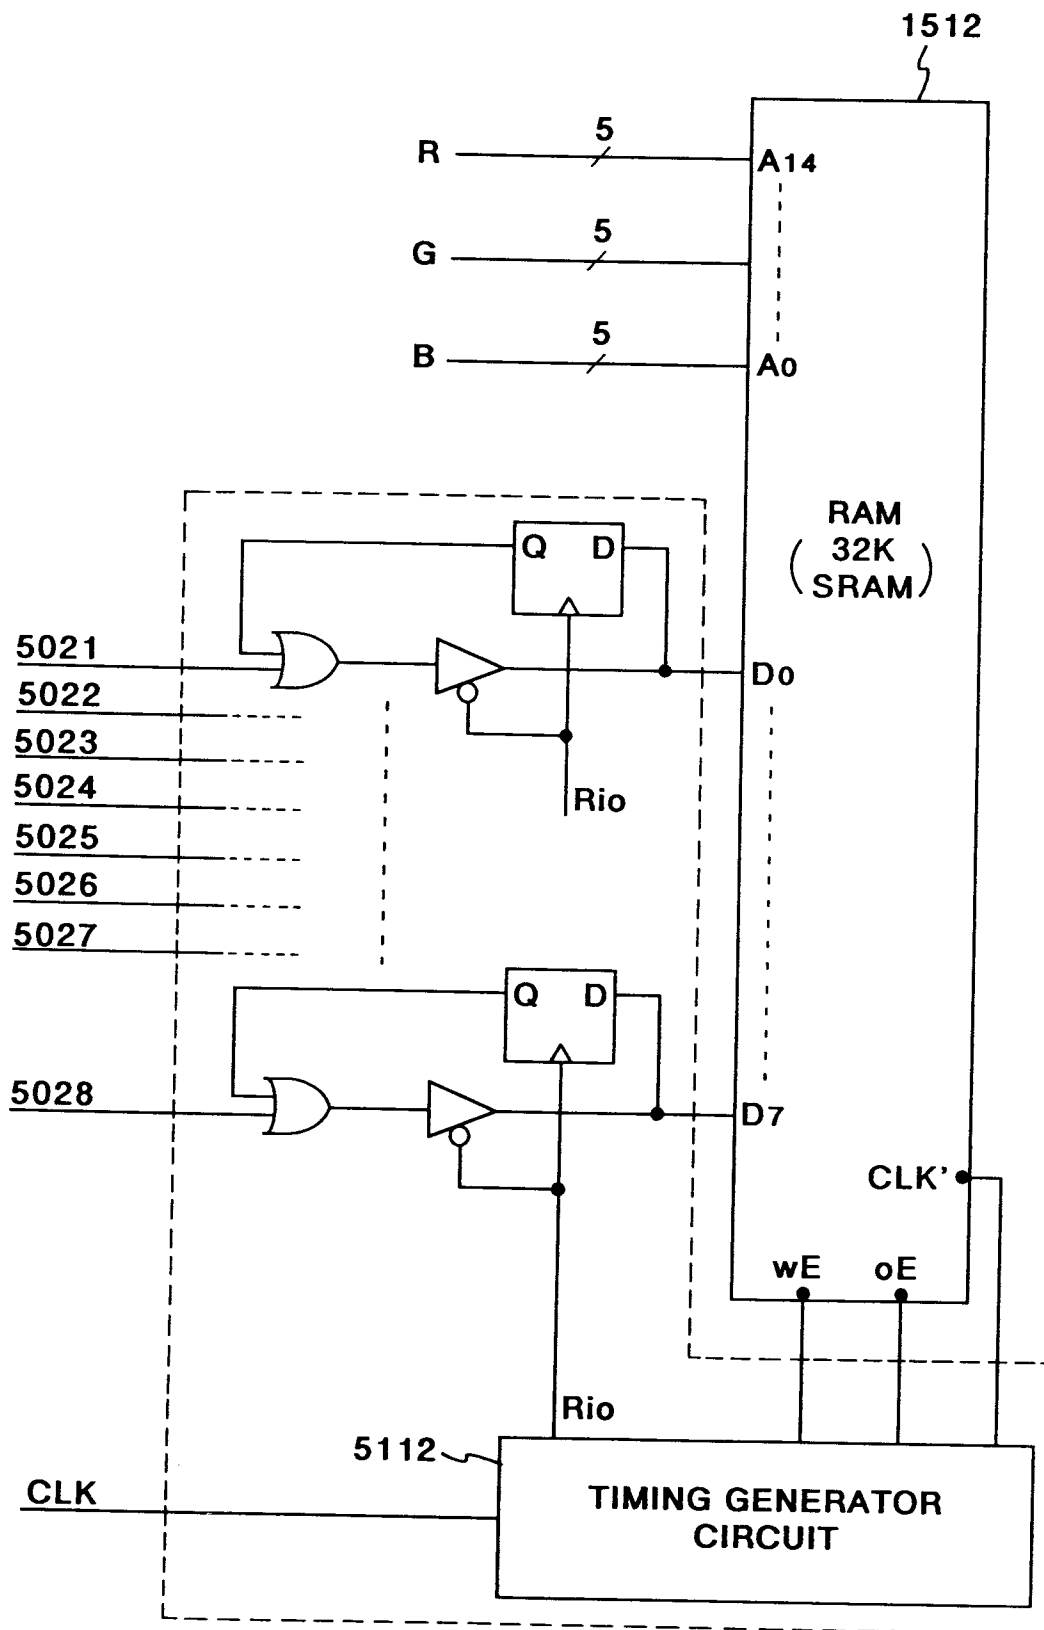 1512
5
R
A14
5
G
5
B
A0
RAM
32K
SRAM
Q D
5021
D0
5022
5023
Rio
5024
5025
5026
5027
Q D
5028
D7
CLK'
wE oE
Rio
5112
CLK
TIMING GENERATOR
CIRCUIT